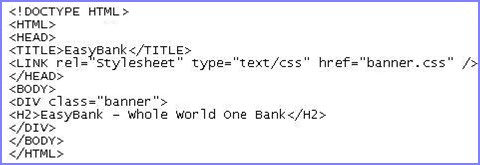 <!DOCTYPE HTML>
<HTML>
<HEAD>
<TITLE>EasyBank</TITLE>
<LINK rel="Stylesheet" type="text/css" href="banner.css" />
</HEAD>
<BODY>
<DIV class="banner">
<H2>EasyBank - Whole World One Bank</H2>
</DIV>
</BODY>
</HTML>